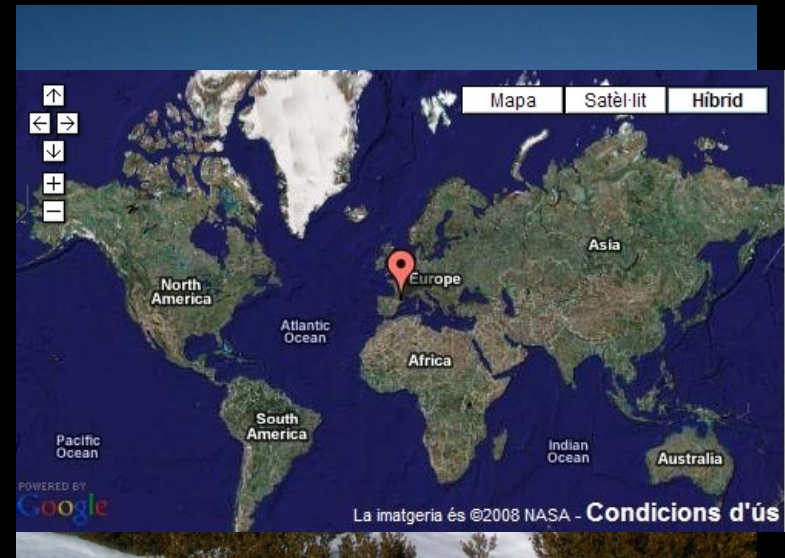 Mapa
Satèl·lit
Híbrid
Asia
Europe
North
America
Atlantic
Ocean
Africa
South
America
Pacific
Ocean
Indian
Ocean
Australia
POWERED BY
Google
La imatgeria és ©2008 NASA - Condicions d'ús